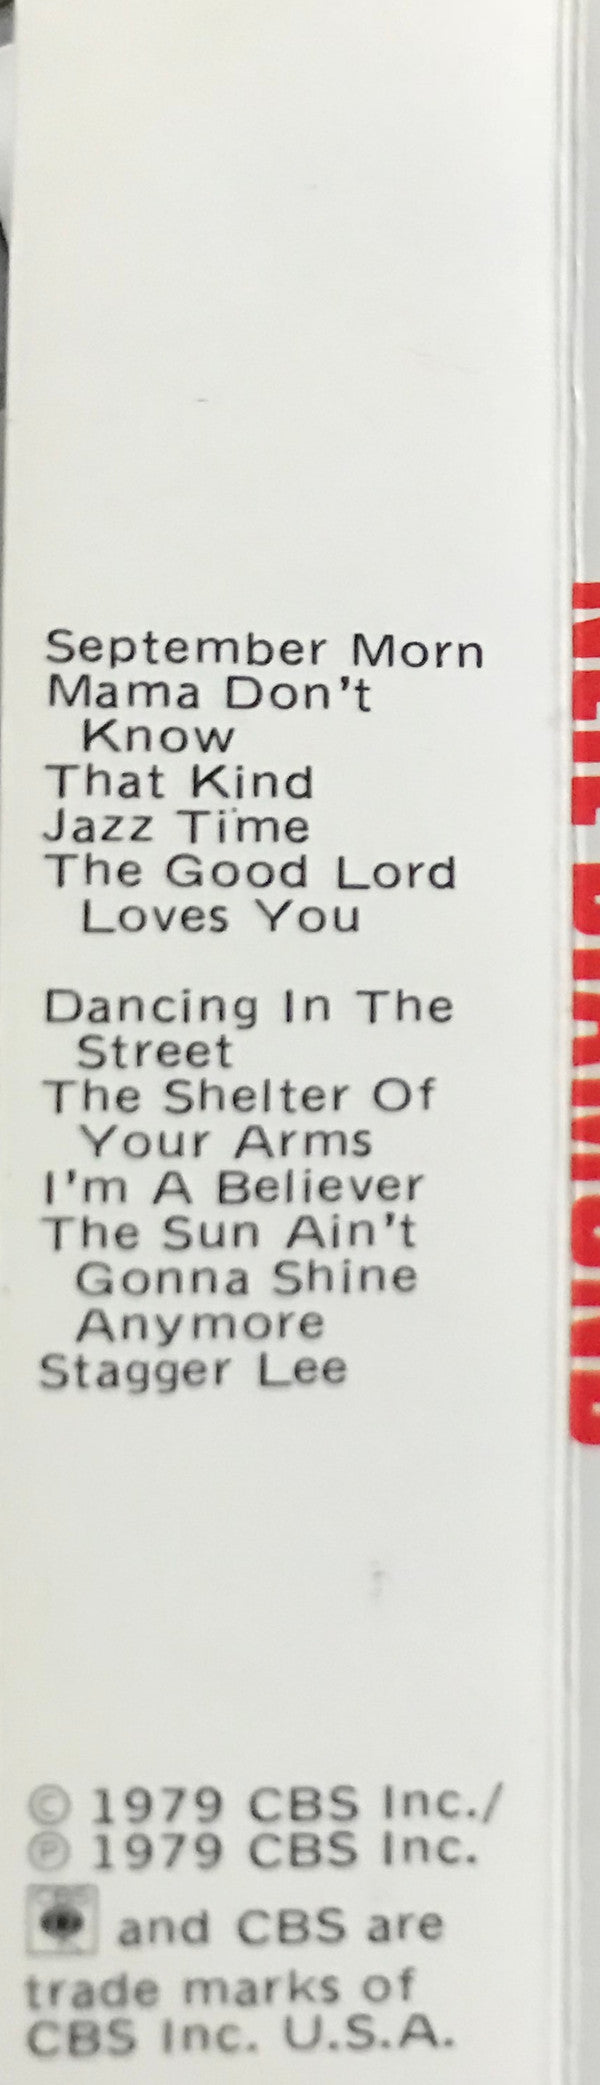 September Morn
Mama Don't
Know
That Kind
Jazz Time
The Good Lord
Loves You
Dancing In The
Street
The Shelter Of
Your Arms
I'm A Believer
The Sun Ain't
Gonna Shine
Anymore
Stagger Lee
© 1979 CBS Inc./
℗ 1979 CBS Inc.
and CBS are
trade marks of
CBS Inc. U.S.A.
NEIL DIAMOND